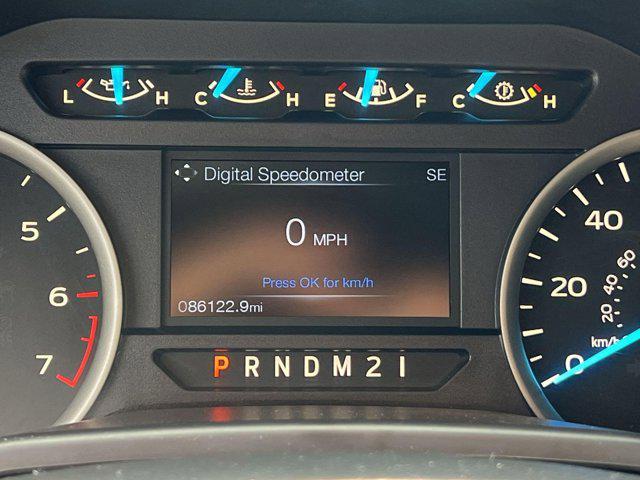 L H C H E F C H
Digital Speedometer SE
0 MPH
Press OK for km/h
086122.9mi
P R N D M 2 1
5
6
7
40
20
0
60
40
20
km/h